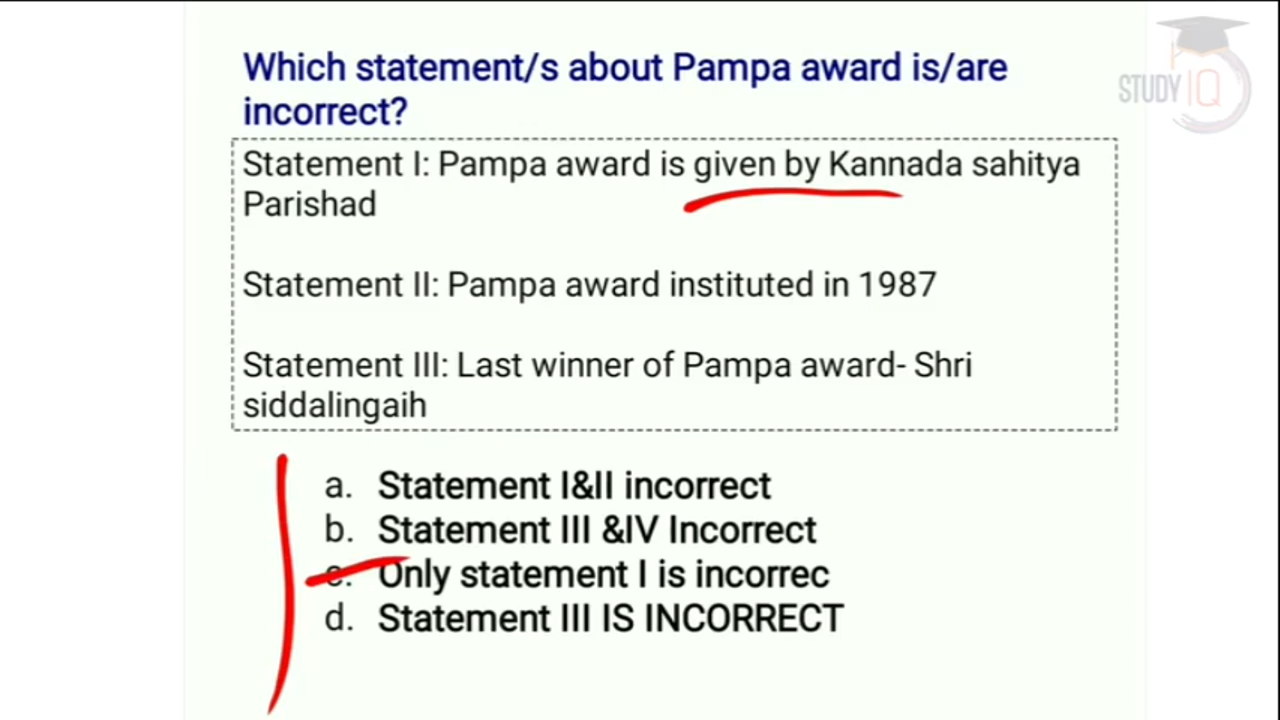 STUDY IQ
Which statement/s about Pampa award is/are
incorrect?
Statement I: Pampa award is given by Kannada sahitya
Parishad
Statement II: Pampa award instituted in 1987
Statement III: Last winner of Pampa award- Shri
siddalingaih
a. Statement I&II incorrect
b. Statement III &IV Incorrect
c. Only statement I is incorrec
d. Statement III IS INCORRECT